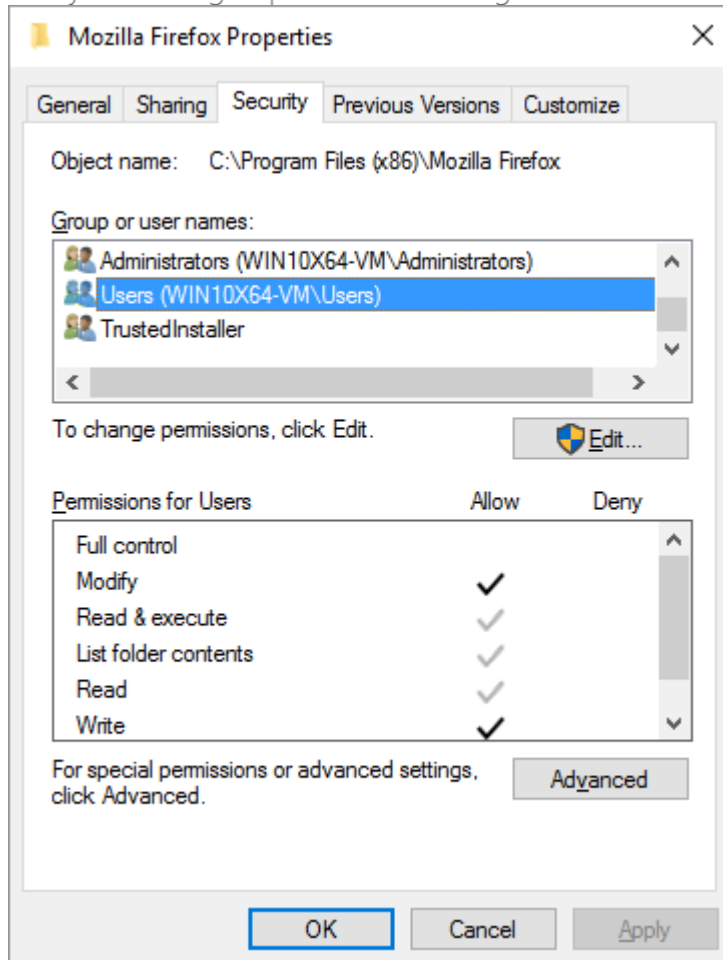 Mozilla Firefox Properties
General Sharing Security Previous Versions Customize
Object name: C:\Program Files (x86)\Mozilla Firefox
Group or user names:
Administrators (WIN10X64-VM\Administrators)
Users (WIN10X64-VM\Users)
TrustedInstaller
To change permissions, click Edit.
Edit...
Permissions for Users Allow Deny
Full control
Modify
Read & execute
List folder contents
Read
Write
For special permissions or advanced settings,
click Advanced.
Advanced
OK Cancel Apply